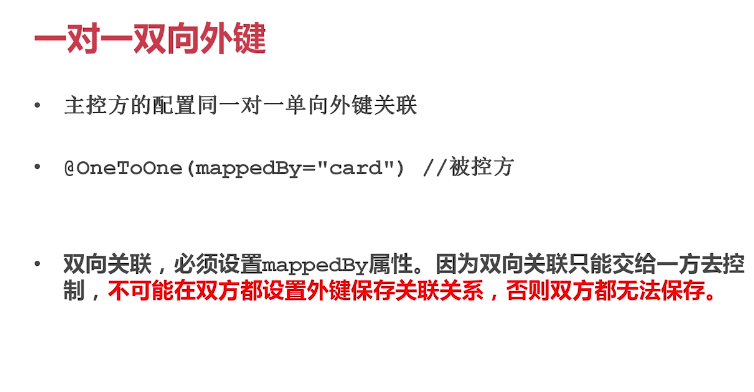 一对一双向外键
• 主控方的配置同一对一单向外键关联
• @OneToOne(mappedBy="card") //被控方
• 双向关联，必须设置mappedBy属性。因为双向关联只能交给一方去控
制，不可能在双方都设置外键保存关联关系，否则双方都无法保存。